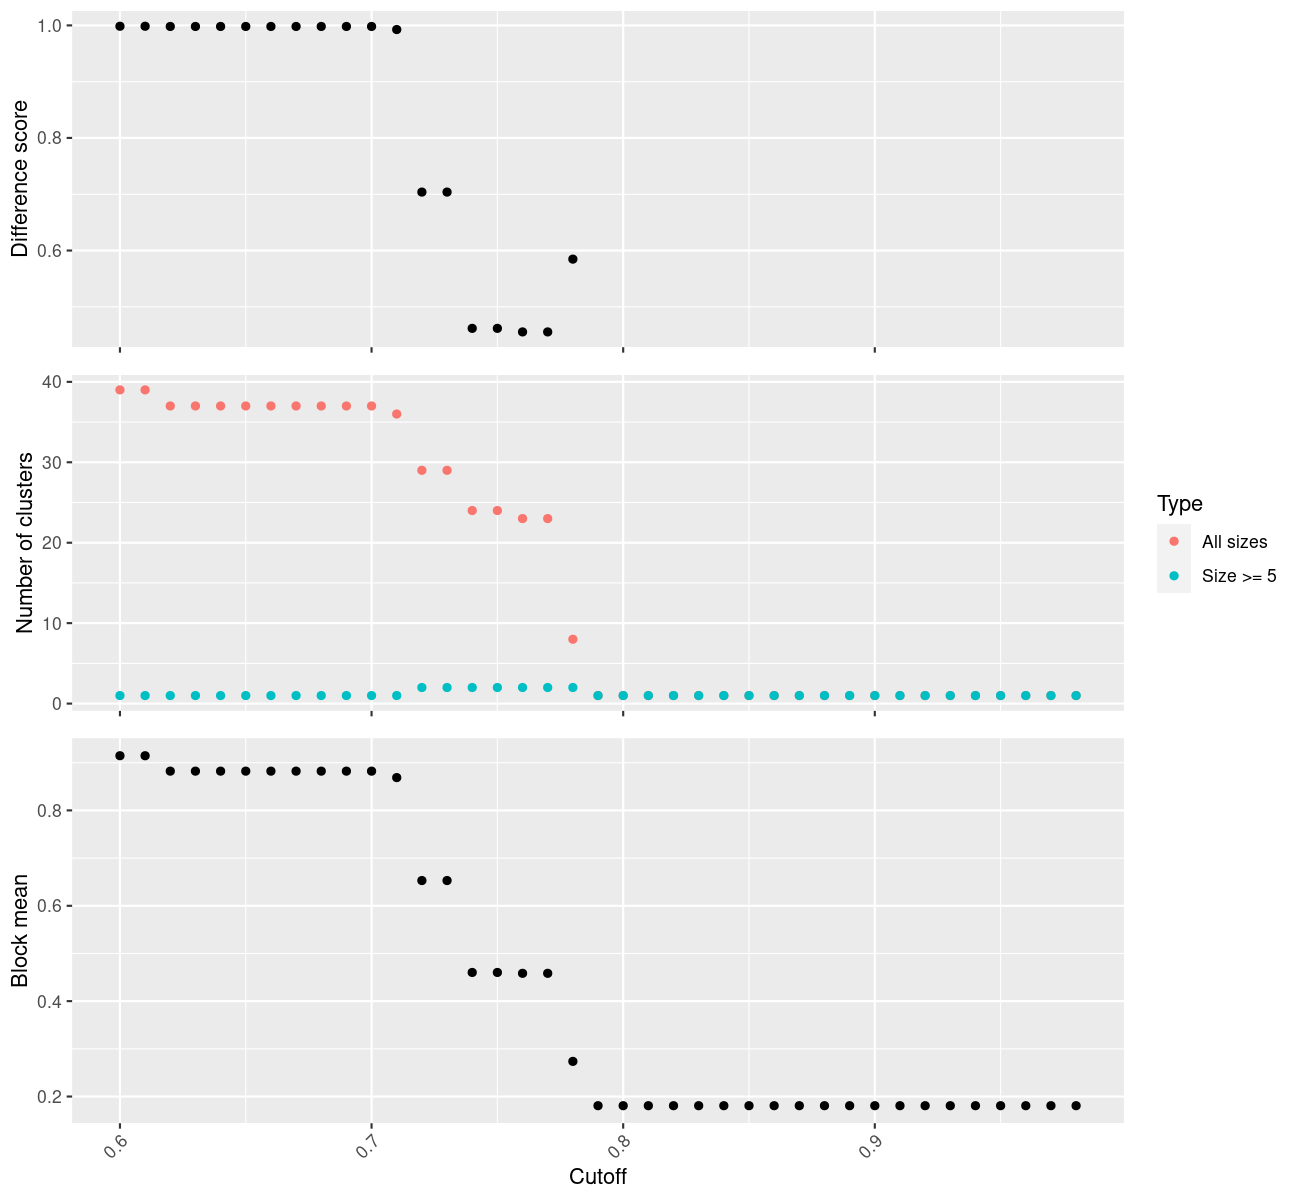 Difference score
1.0
0.8
0.6
Number of clusters
40
30
20
10
0
Type
All sizes
Size >= 5
Block mean
0.8
0.6
0.4
0.2
0.6
0.7
0.8
0.9
Cutoff